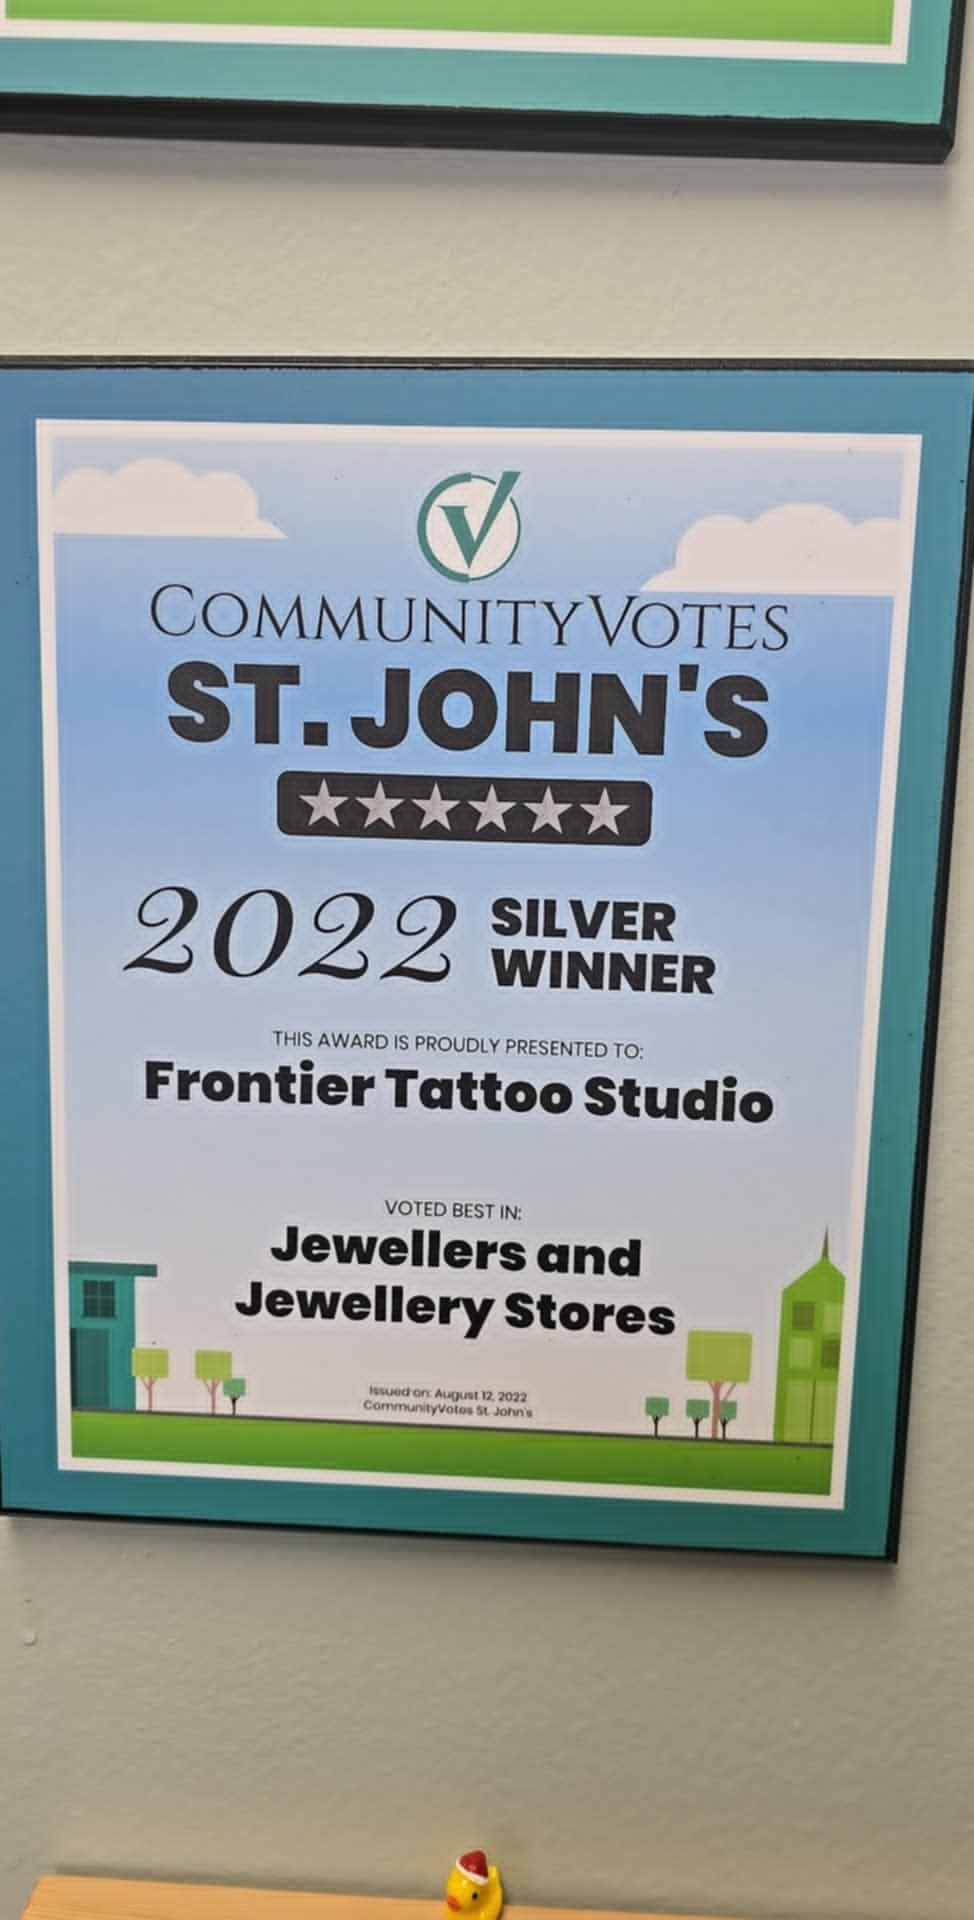 COMMUNITYVOTES
ST. JOHN'S
2022 SILVER
WINNER
THIS AWARD IS PROUDLY PRESENTED TO:
Frontier Tattoo Studio
VOTED BEST IN:
Jewellers and
Jewellery Stores
Issued on: August 12, 2022
CommunityVotes St. John's